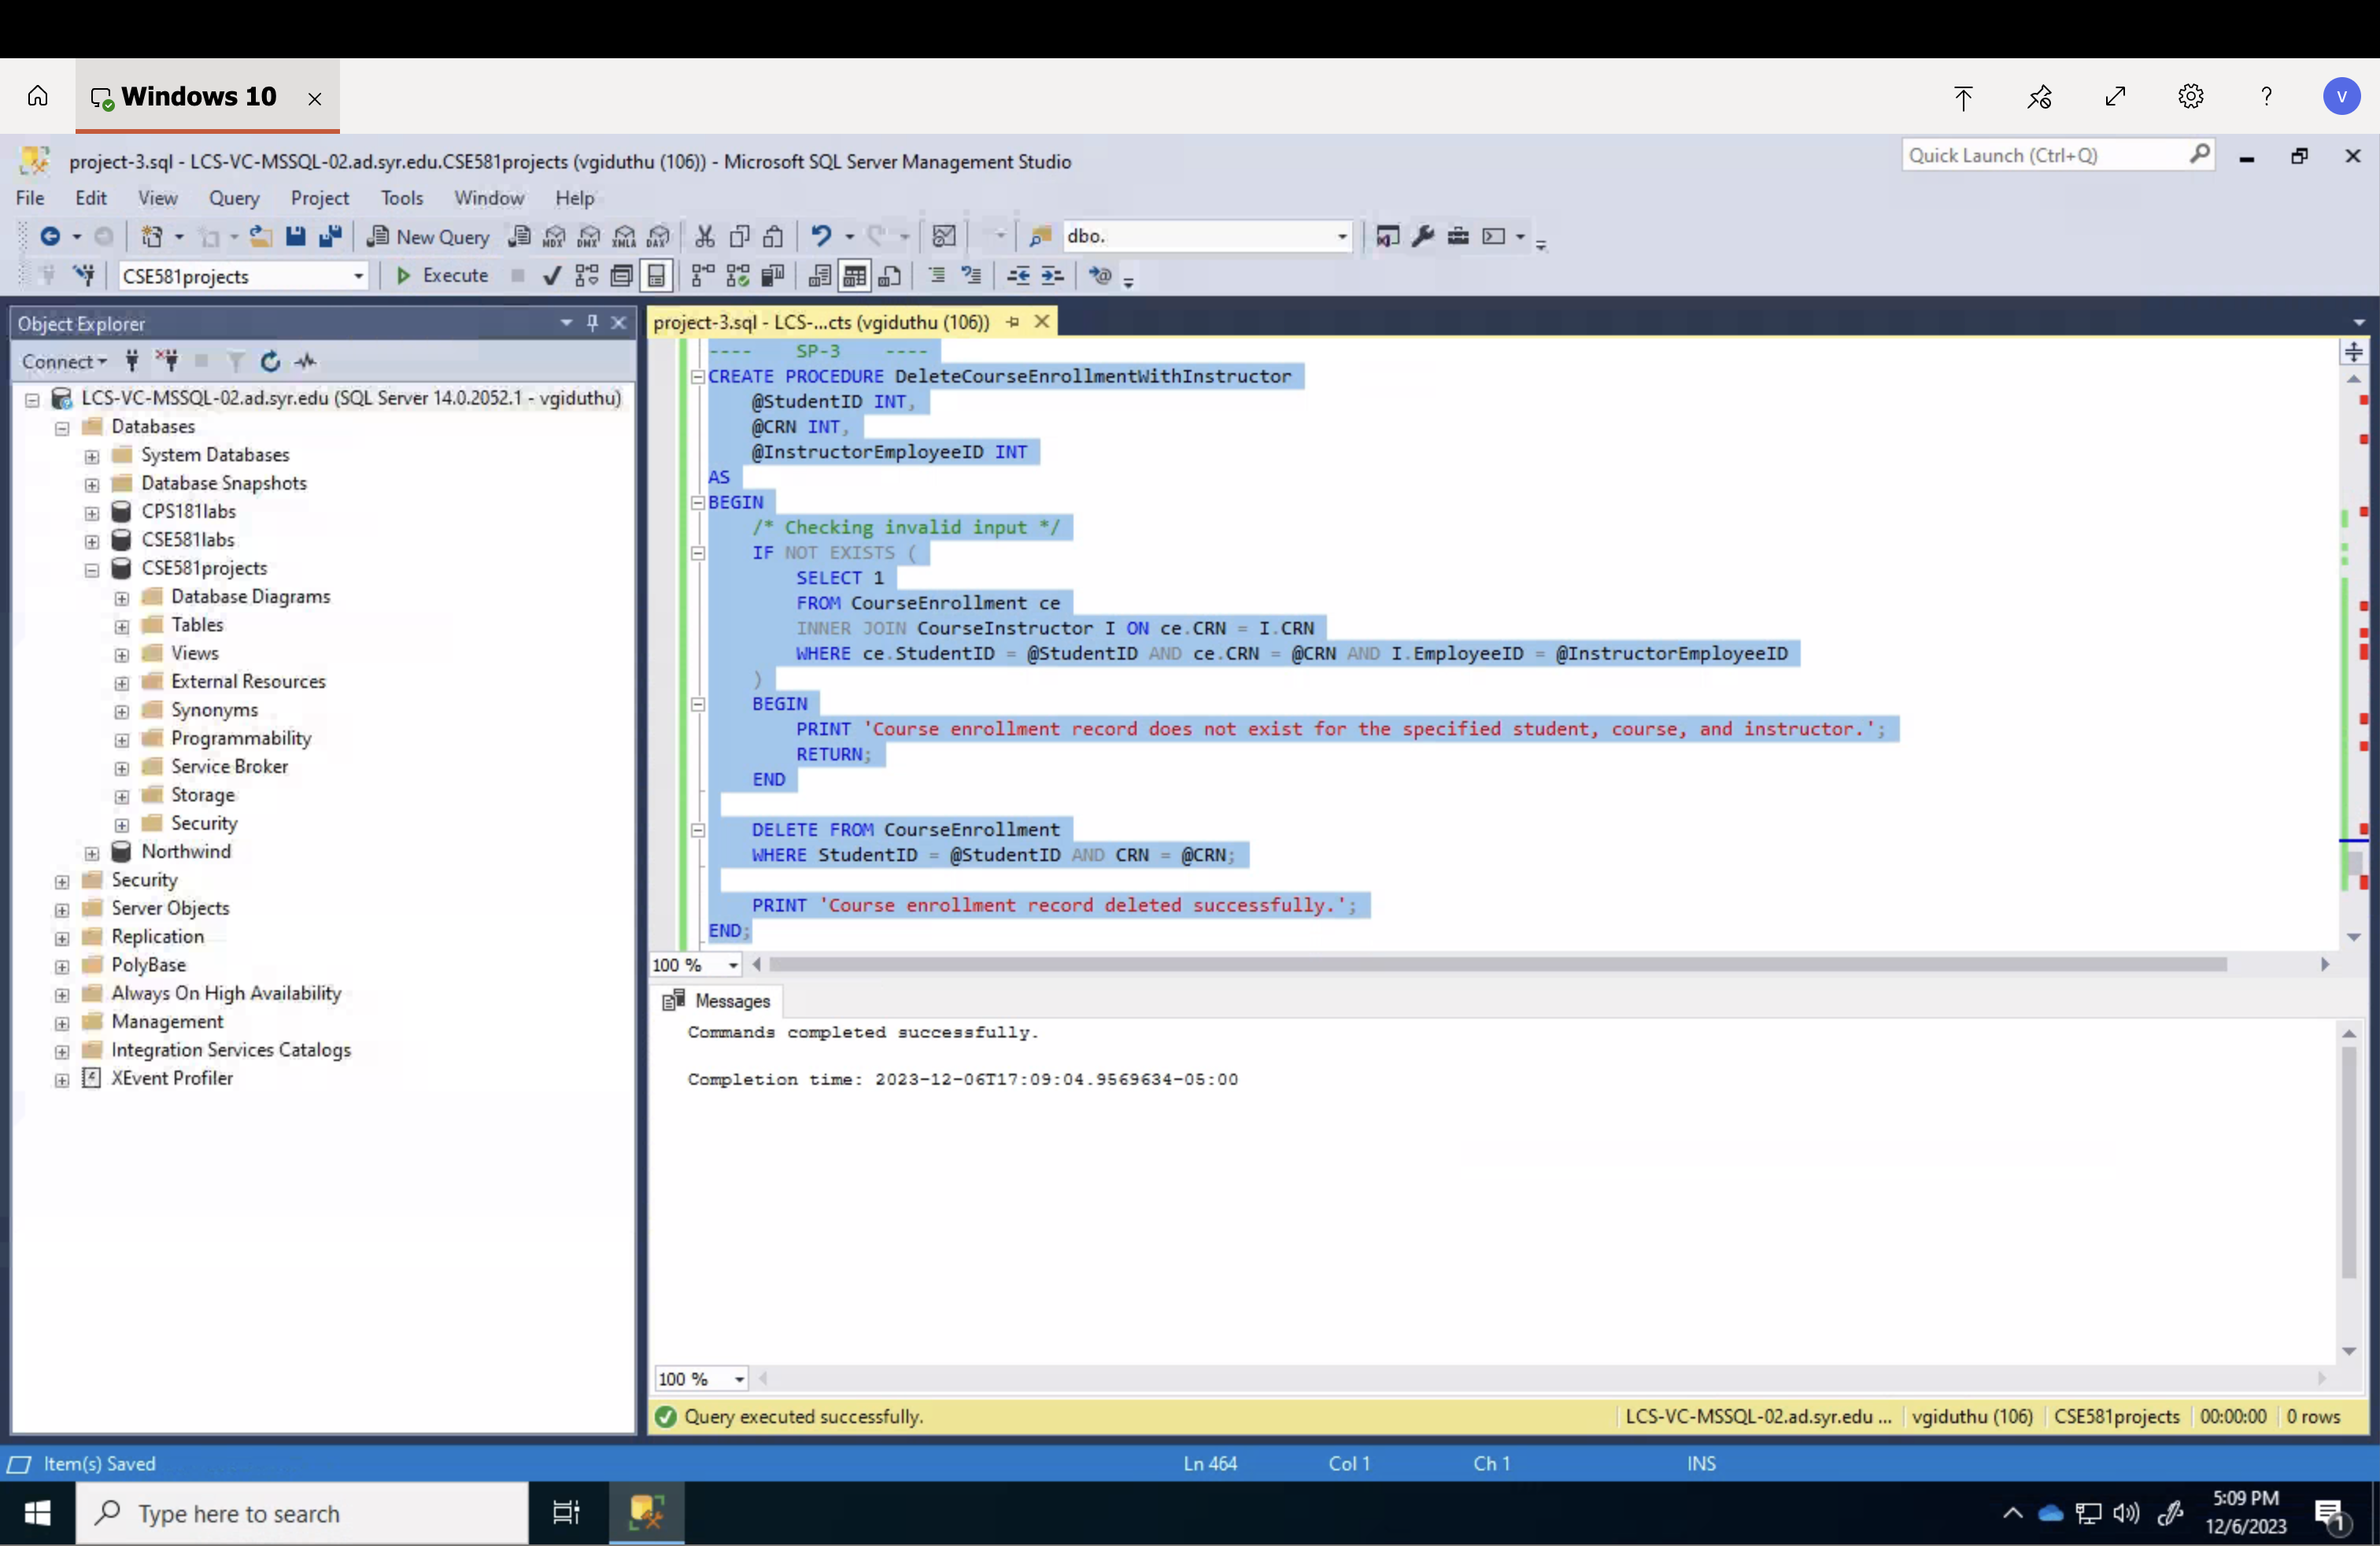 Windows 10
V
project-3.sql - LCS-VC-MSSQL-02.ad.syr.edu.CSE581projects (vgiduthu (106)) - Microsoft SQL Server Management Studio
Quick Launch (Ctrl+Q)
File Edit View Query Project Tools Window Help
New Query MDX DMX XMLA DAX dbo.
CSE581projects Execute
Object Explorer
Connect
LCS-VC-MSSQL-02.ad.syr.edu (SQL Server 14.0.2052.1 - vgiduthu)
Databases
System Databases
Database Snapshots
CPS181labs
CSE581labs
CSE581projects
Database Diagrams
Tables
Views
External Resources
Synonyms
Programmability
Service Broker
Storage
Security
Northwind
Security
Server Objects
Replication
PolyBase
Always On High Availability
Management
Integration Services Catalogs
XEvent Profiler
project-3.sql - LCS-...cts (vgiduthu (106))
---- SP-3 ----
CREATE PROCEDURE DeleteCourseEnrollmentWithInstructor
@StudentID INT,
@CRN INT,
@InstructorEmployeeID INT
AS
BEGIN
/* Checking invalid input */
IF NOT EXISTS (
SELECT 1
FROM CourseEnrollment ce
INNER JOIN CourseInstructor I ON ce.CRN = I.CRN
WHERE ce.StudentID = @StudentID AND ce.CRN = @CRN AND I.EmployeeID = @InstructorEmployeeID
)
BEGIN
PRINT 'Course enrollment record does not exist for the specified student, course, and instructor.';
RETURN;
END
DELETE FROM CourseEnrollment
WHERE StudentID = @StudentID AND CRN = @CRN;
PRINT 'Course enrollment record deleted successfully.';
END;
100 %
Messages
Commands completed successfully.
Completion time: 2023-12-06T17:09:04.9569634-05:00
100 %
Query executed successfully.
LCS-VC-MSSQL-02.ad.syr.edu ... vgiduthu (106) CSE581projects 00:00:00 0 rows
Item(s) Saved
Ln 464 Col 1 Ch 1 INS
Type here to search
5:09 PM
12/6/2023
1